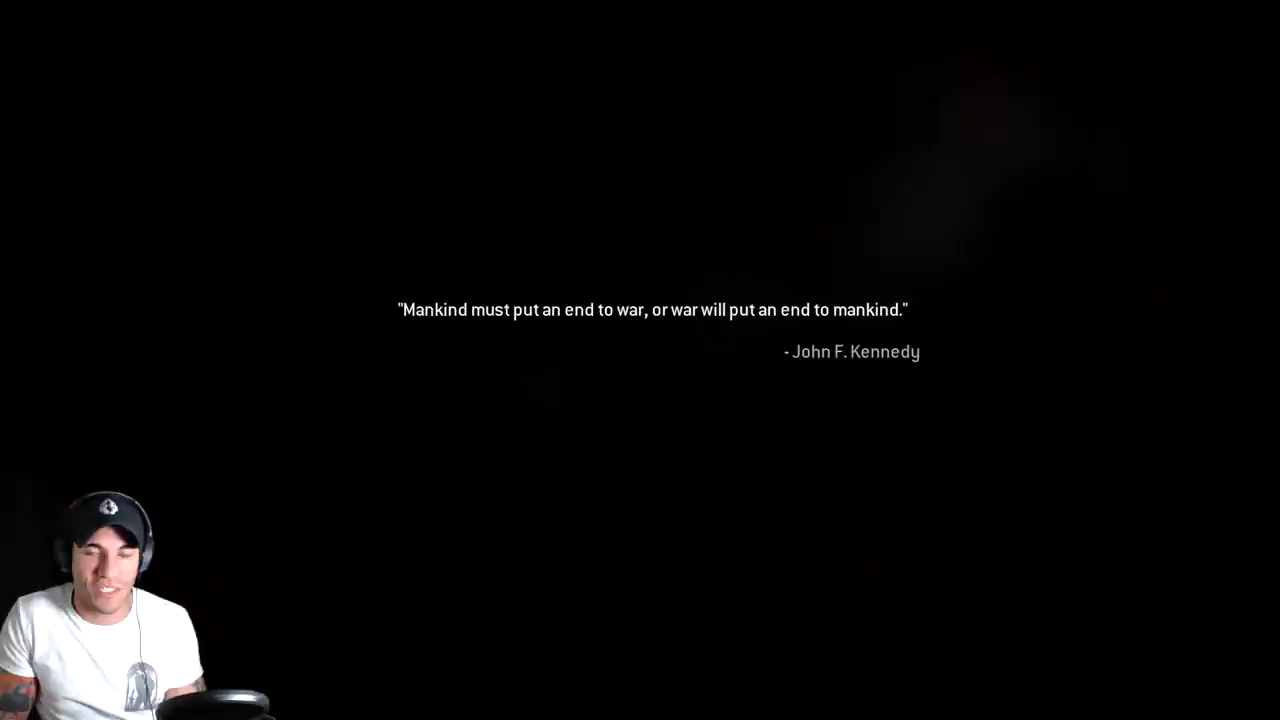 "Mankind must put an end to war, or war will put an end to mankind."
- John F. Kennedy